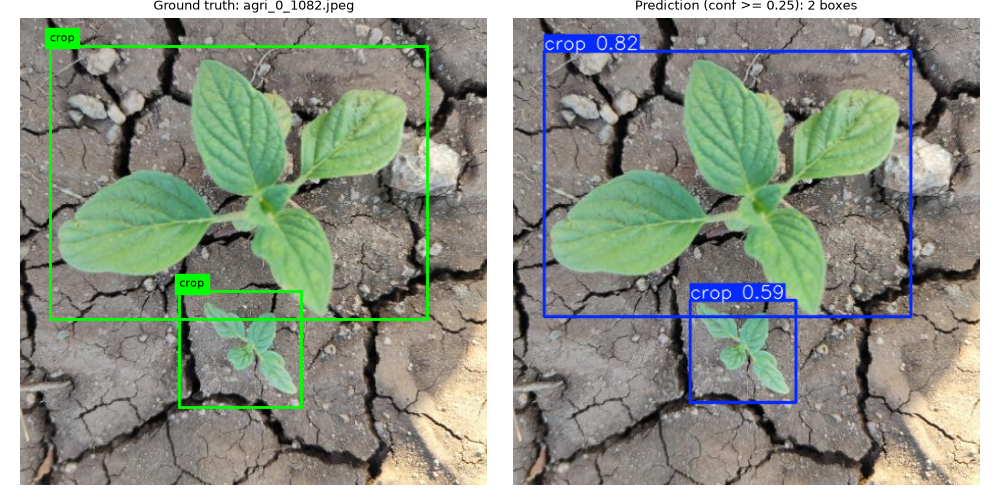 Ground truth: agri_0_1082.jpeg
Prediction (conf >= 0.25): 2 boxes
crop
crop 0.82
crop
crop 0.59